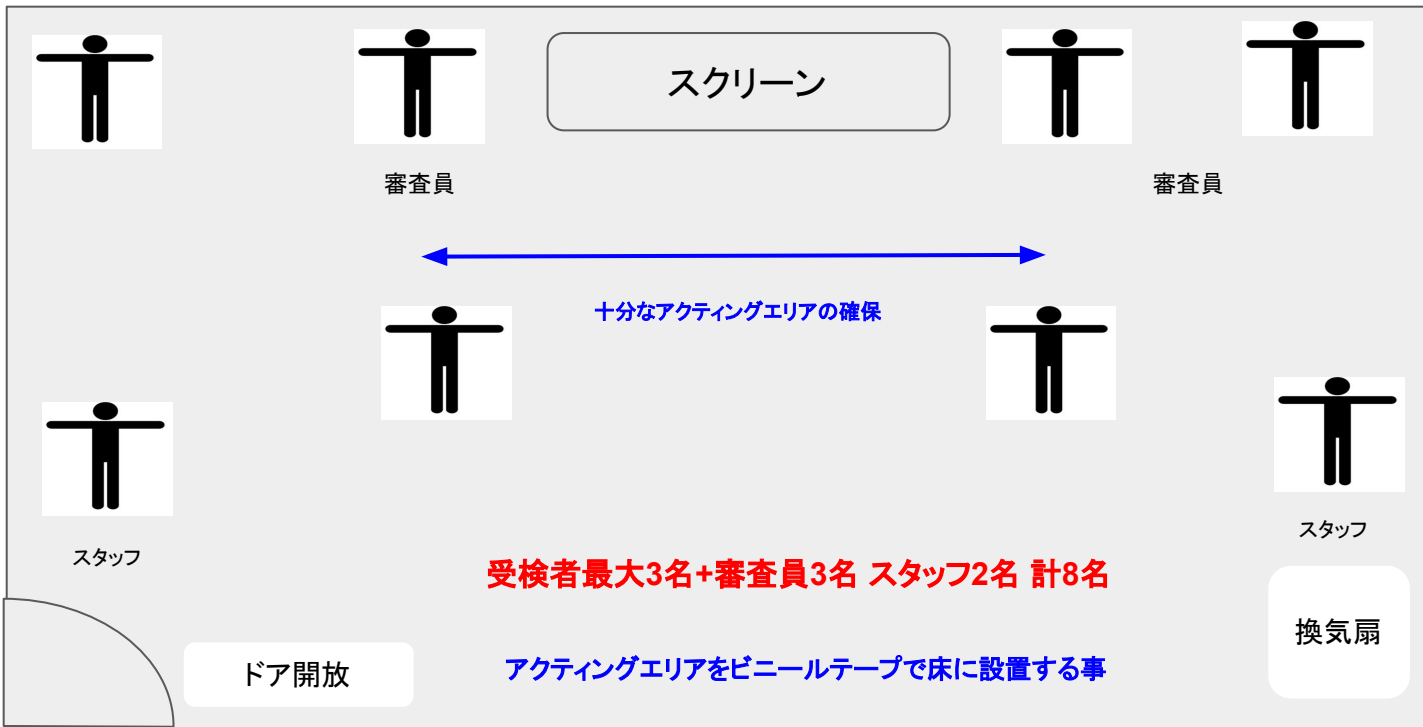 スクリーン
審査員
審査員
十分なアクティングエリアの確保
スタッフ
スタッフ
受検者最大3名+審査員3名 スタッフ2名 計8名
換気扇
ドア開放
アクティングエリアをビニールテープで床に設置する事